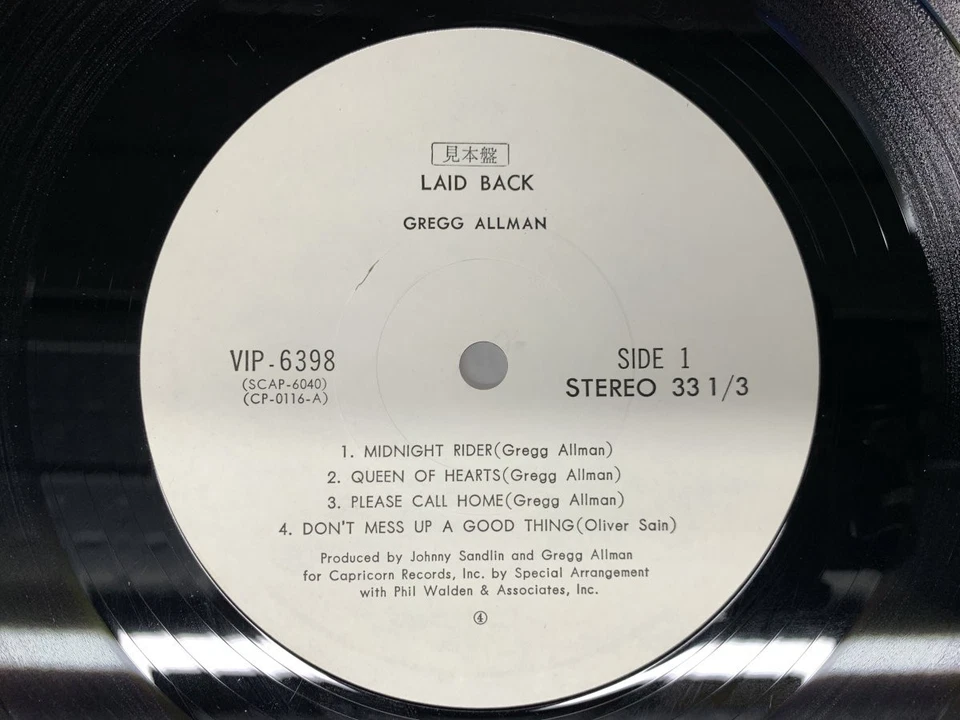 見本盤
LAID BACK
GREGG ALLMAN
VIP-6398
(SCAP-6040)
(CP-0116-A)
SIDE 1
STEREO 33 1/3
1. MIDNIGHT RIDER(Gregg Allman)
2. QUEEN OF HEARTS(Gregg Allman)
3. PLEASE CALL HOME(Gregg Allman)
4. DON'T MESS UP A GOOD THING(Oliver Sain)
Produced by Johnny Sandlin and Gregg Allman
for Capricorn Records, Inc. by Special Arrangement
with Phil Walden & Associates, Inc.
④